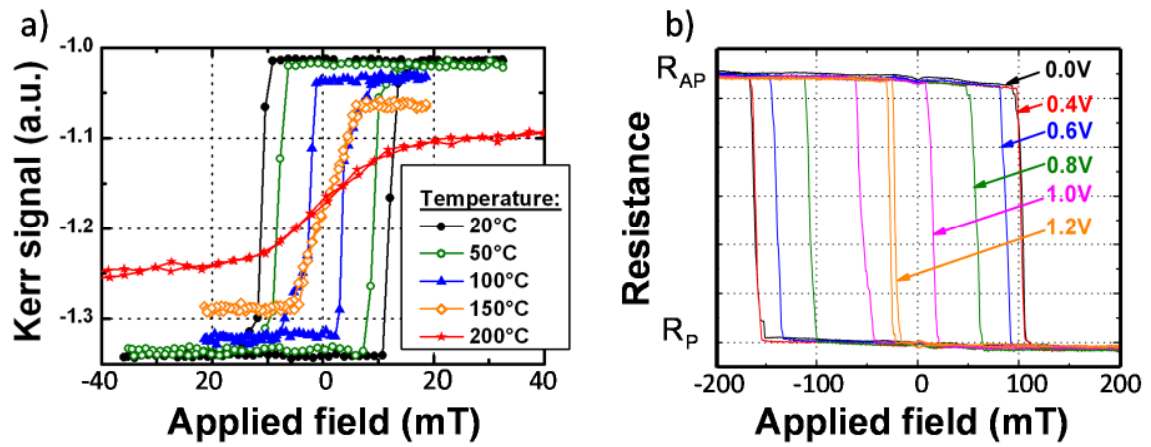 a)
Kerr signal (a.u.)
-1.0
-1.1
-1.2
-1.3
-40
20
0
20
40
Applied field (mT)
Temperature:
20°C
50°C
100°C
150°C
200°C
b)
Resistance
R_AP
R_P
0.0V
0.4V
0.6V
0.8V
1.0V
1.2V
-200
-100
0
100
200
Applied field (mT)